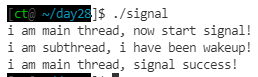 [ct@ ~/day28]$ ./signal
i am main thread, now start signal!
i am subthread, i have been wakeup!
i am main thread, signal success!